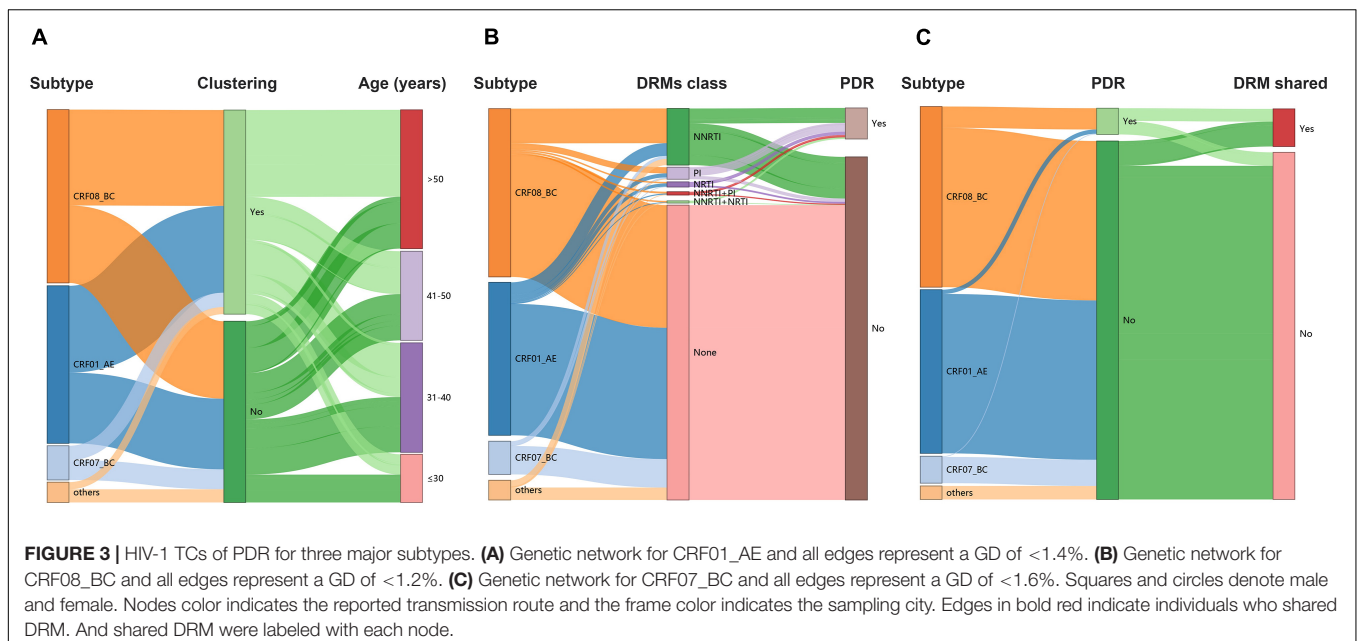 A
Subtype
Clustering
Age (years)
CRF08_BC
CRF01_AE
CRF07_BC
others
Yes
No
>50
41-50
31-40
≤30
B
Subtype
DRMs class
PDR
CRF08_BC
CRF01_AE
CRF07_BC
others
NNRTI
PI
NRTI
NNRTI+PI
NNRTI+NRTI
None
Yes
No
C
Subtype
PDR
DRM shared
CRF08_BC
CRF01_AE
CRF07_BC
others
Yes
No
Yes
No
FIGURE 3 | HIV-1 TCs of PDR for three major subtypes. (A) Genetic network for CRF01_AE and all edges represent a GD of <1.4%. (B) Genetic network for
CRF08_BC and all edges represent a GD of <1.2%. (C) Genetic network for CRF07_BC and all edges represent a GD of <1.6%. Squares and circles denote male
and female. Nodes color indicates the reported transmission route and the frame color indicates the sampling city. Edges in bold red indicate individuals who shared
DRM. And shared DRM were labeled with each node.